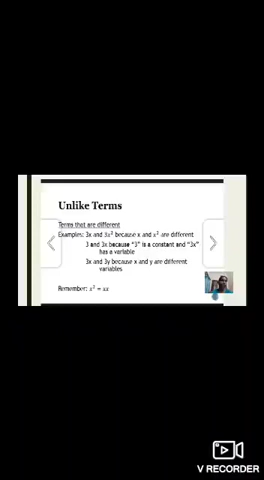 Unlike Terms
Terms that are different
Examples: 3x and 3x² because x and x² are different
3 and 3x because "3" is a constant and "3x"
has a variable
3x and 3y because x and y are different
variables
Remember: x² = xx
V RECORDER